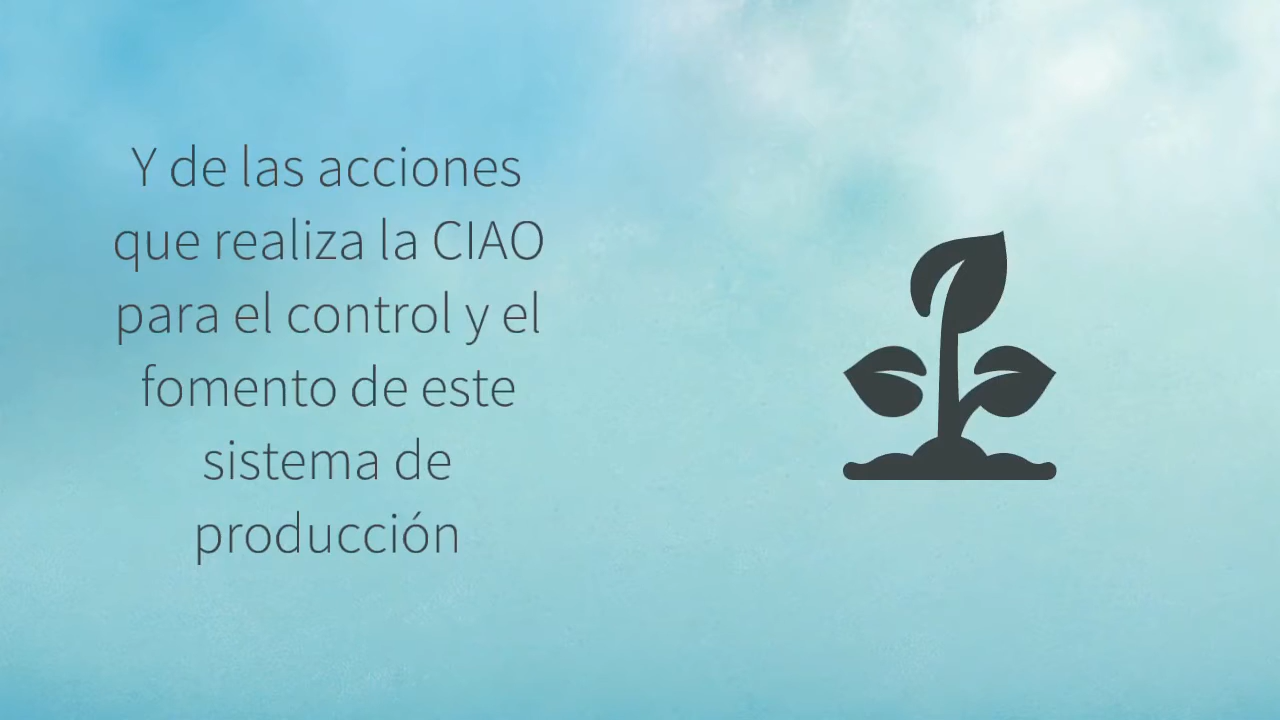 Y de las acciones
que realiza la CIAO
para el control y el
fomento de este
sistema de
producción